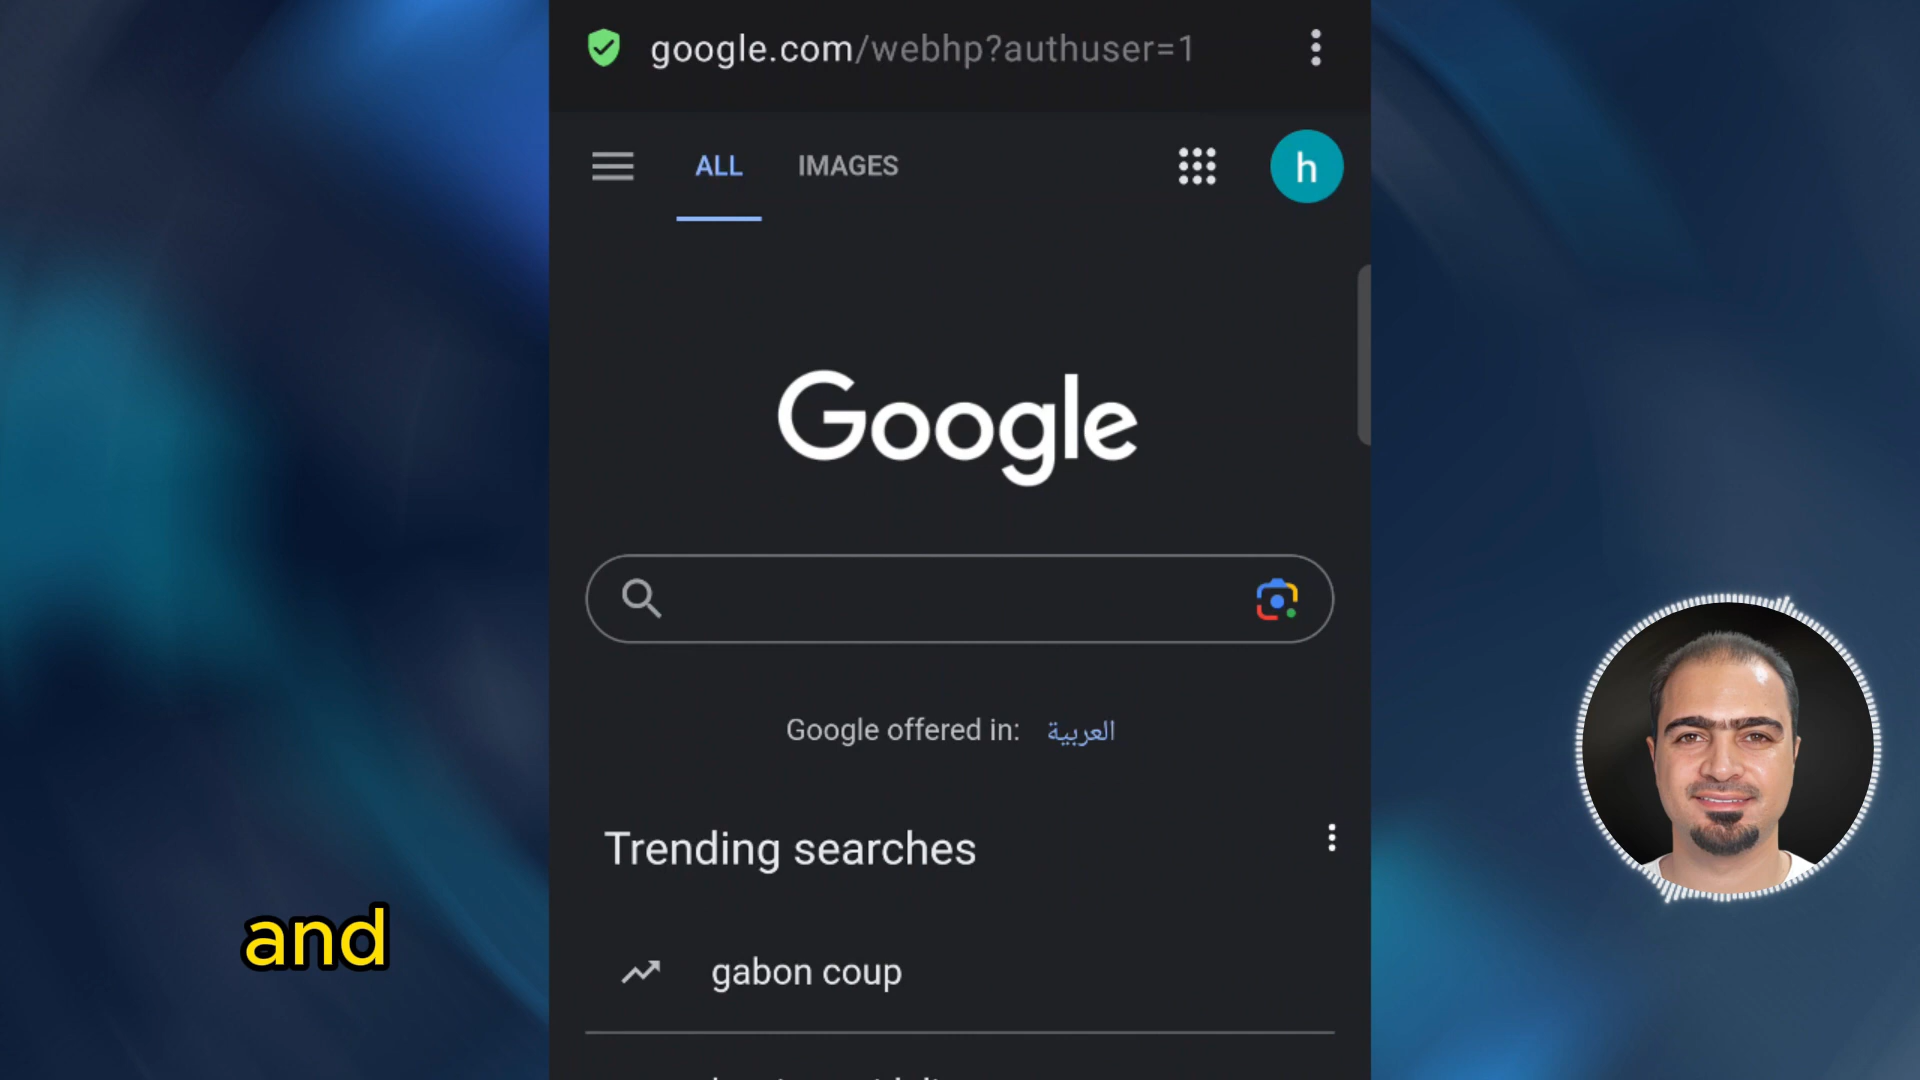 google.com/webhp?authuser=1
ALL IMAGES h
Google
Google offered in: العربية
Trending searches
and
gabon coup